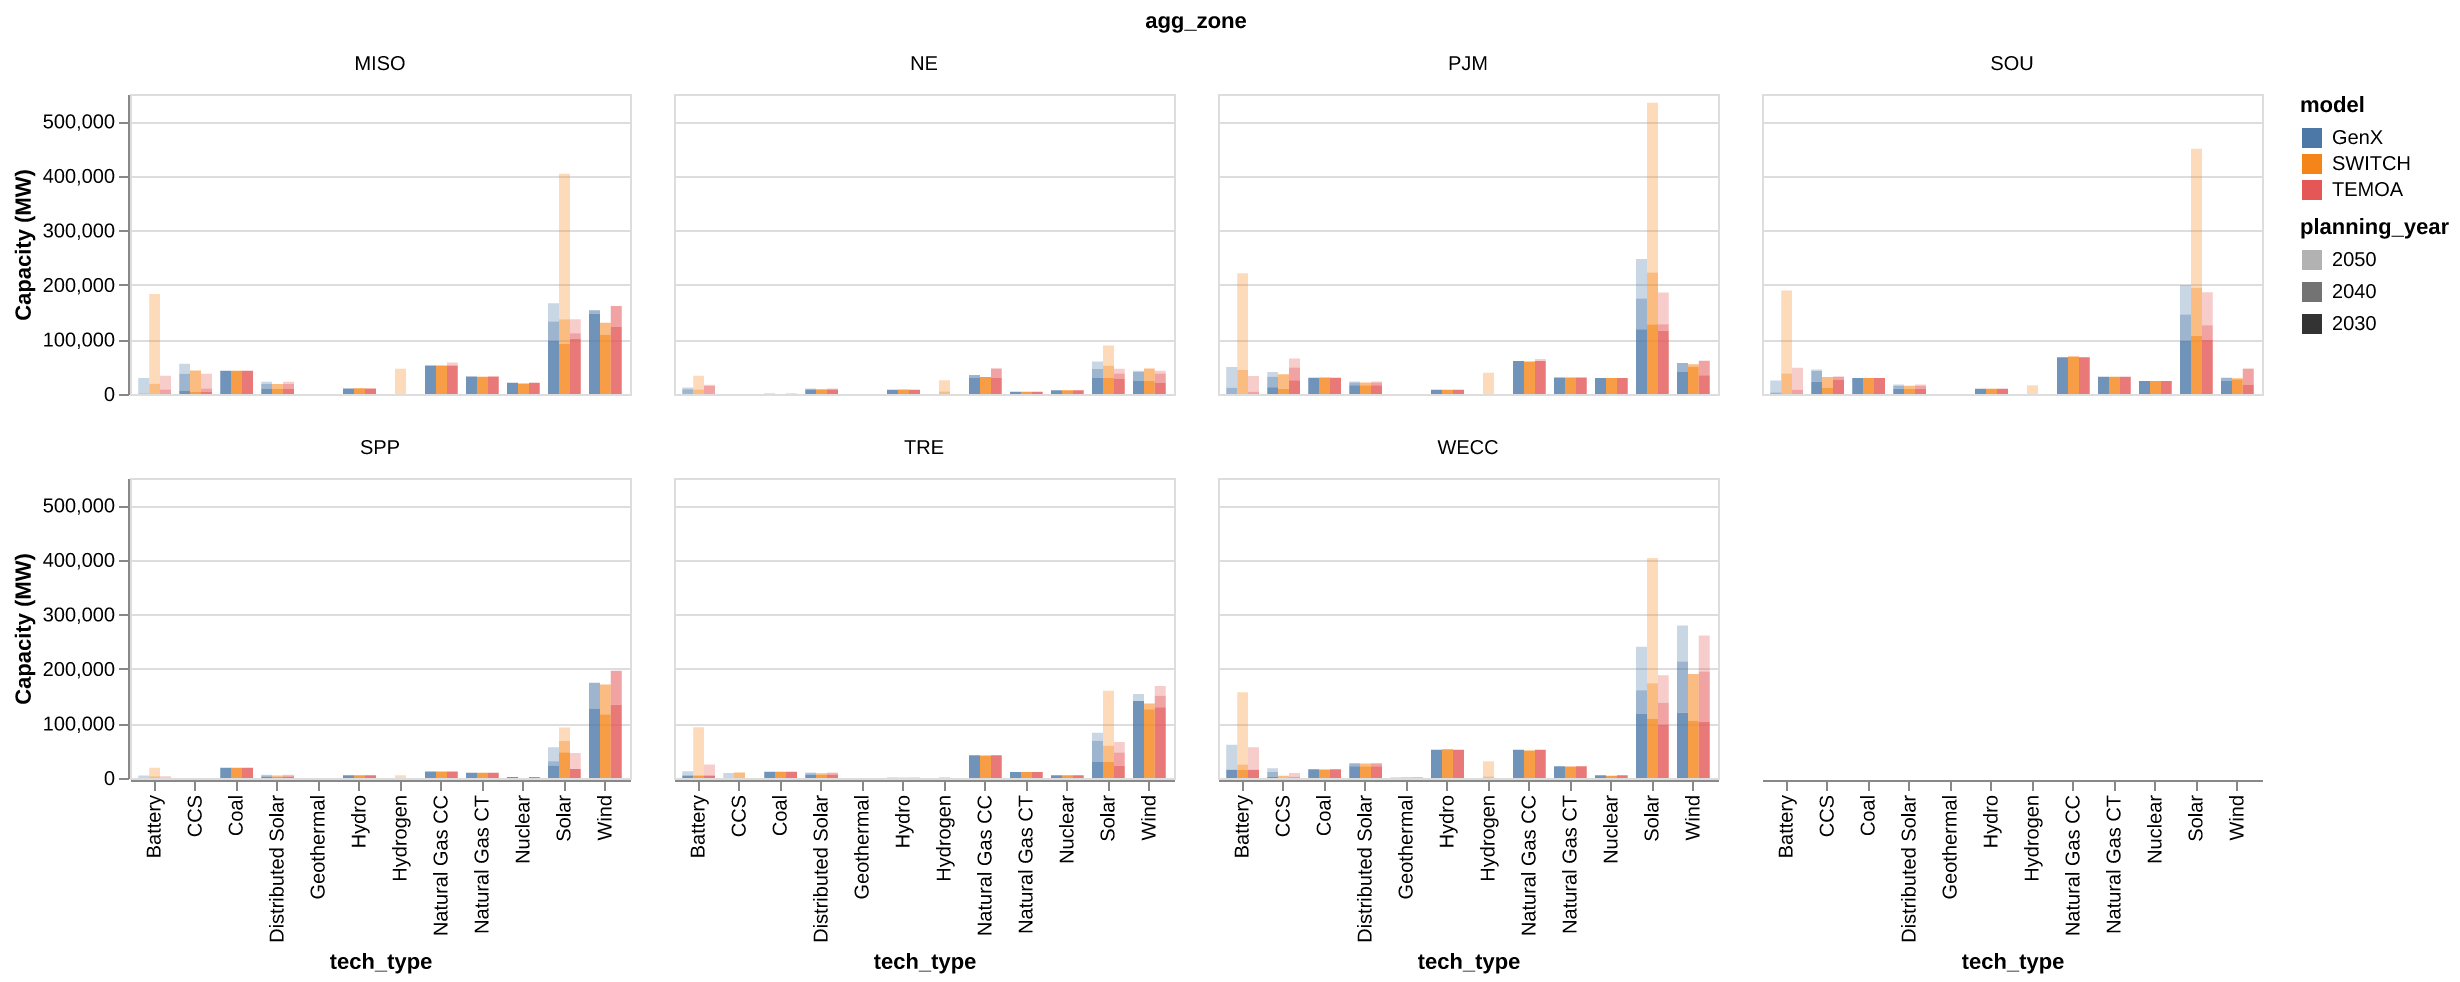 agg_zone
MISO
NE
PJM
SOU
Capacity (MW)
500,000
400,000
300,000
200,000
100,000
0
model
GenX
SWITCH
TEMOA
planning_year
2050
2040
2030
SPP
TRE
WECC
Capacity (MW)
500,000
400,000
300,000
200,000
100,000
0
Battery
CCS
Coal
Distributed Solar
Geothermal
Hydro
Hydrogen
Natural Gas CC
Natural Gas CT
Nuclear
Solar
Wind
tech_type
Battery
CCS
Coal
Distributed Solar
Geothermal
Hydro
Hydrogen
Natural Gas CC
Natural Gas CT
Nuclear
Solar
Wind
tech_type
Battery
CCS
Coal
Distributed Solar
Geothermal
Hydro
Hydrogen
Natural Gas CC
Natural Gas CT
Nuclear
Solar
Wind
tech_type
Battery
CCS
Coal
Distributed Solar
Geothermal
Hydro
Hydrogen
Natural Gas CC
Natural Gas CT
Nuclear
Solar
Wind
tech_type